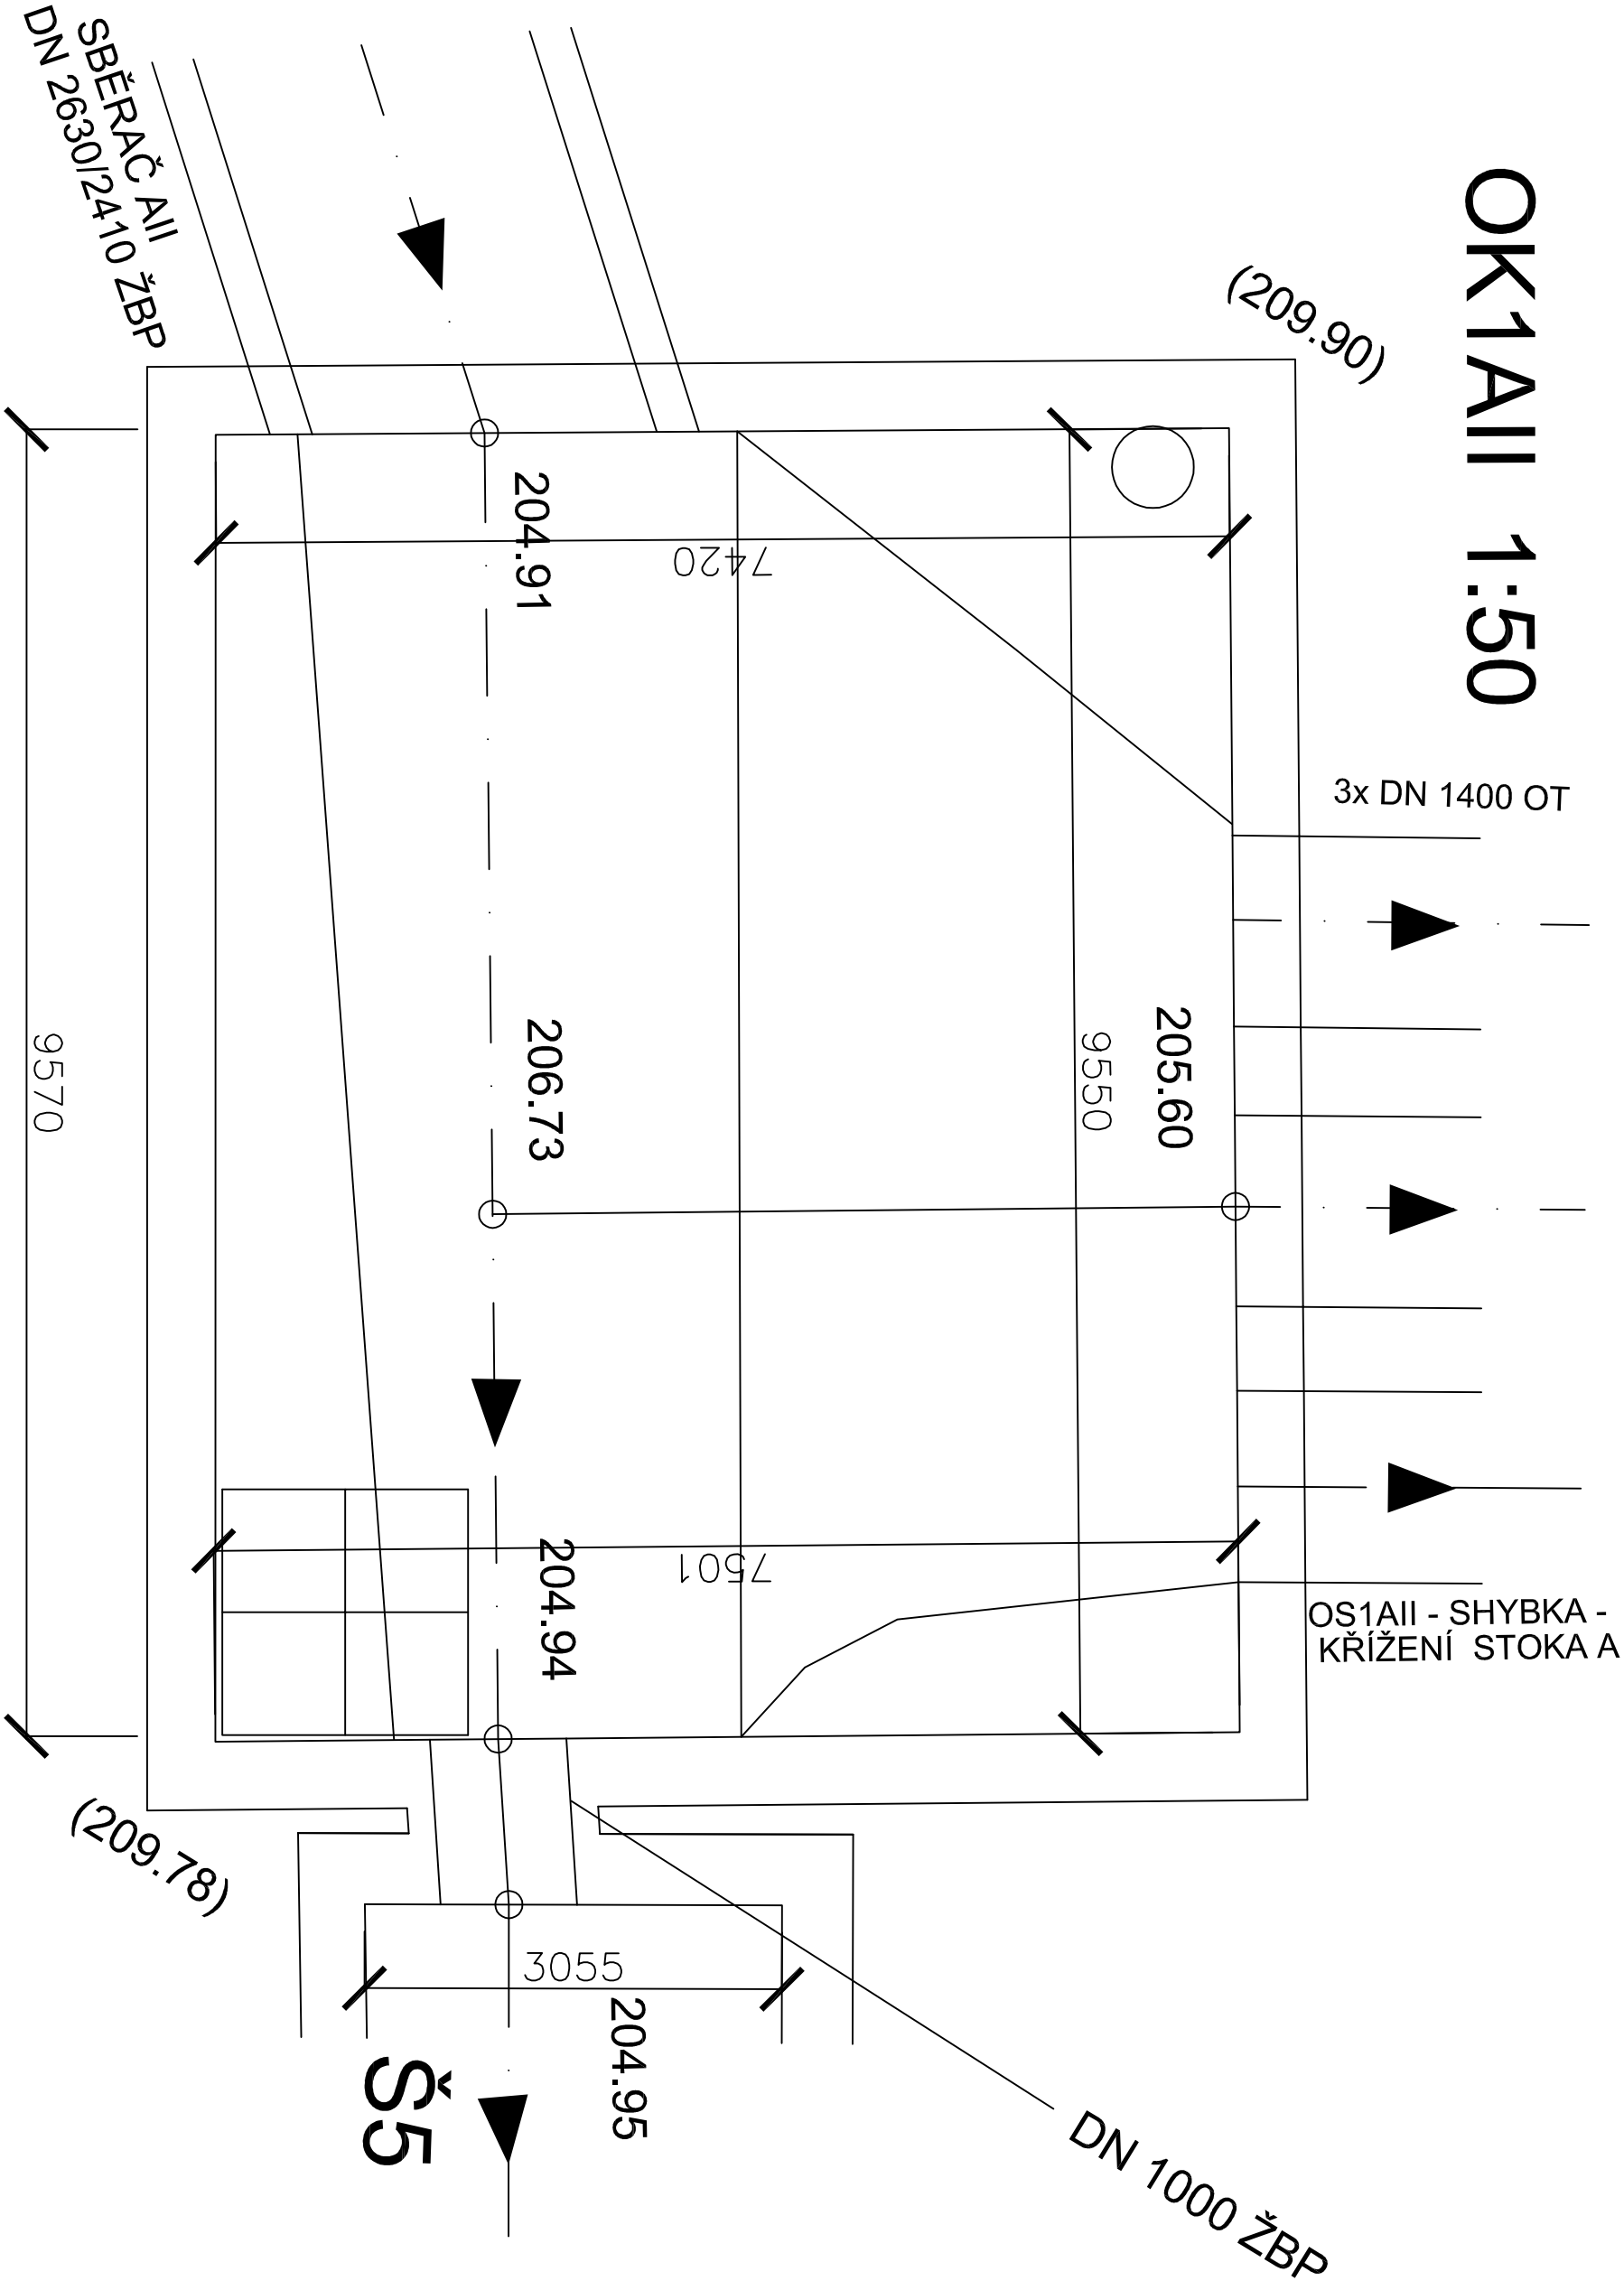 OK1AII 1:50
SBĚRAČ AII
DN 2630/2410 ŽBP
(209.90)
204.91
7420
3x DN 1400 OT
9570
206.73
9550
205.60
204.94
7501
OS1AII - SHYBKA -
KŘÍŽENÍ STOKA A
(209.78)
3055
204.95
Š5
DN 1000 ŽBP